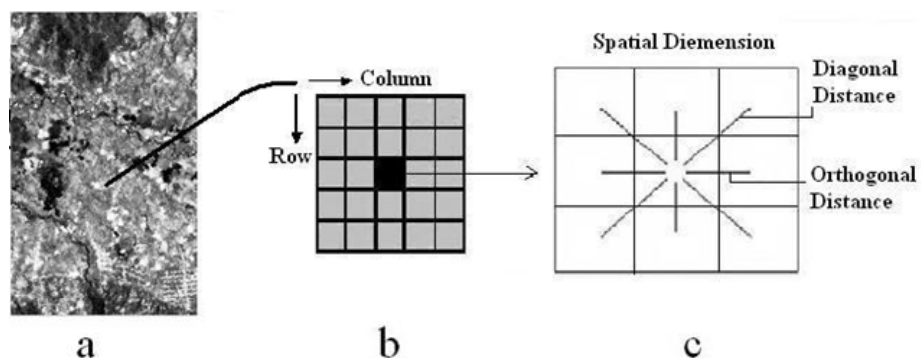 Column
Row
Spatial Diemension
Diagonal
Distance
Orthogonal
Distance
a
b
c